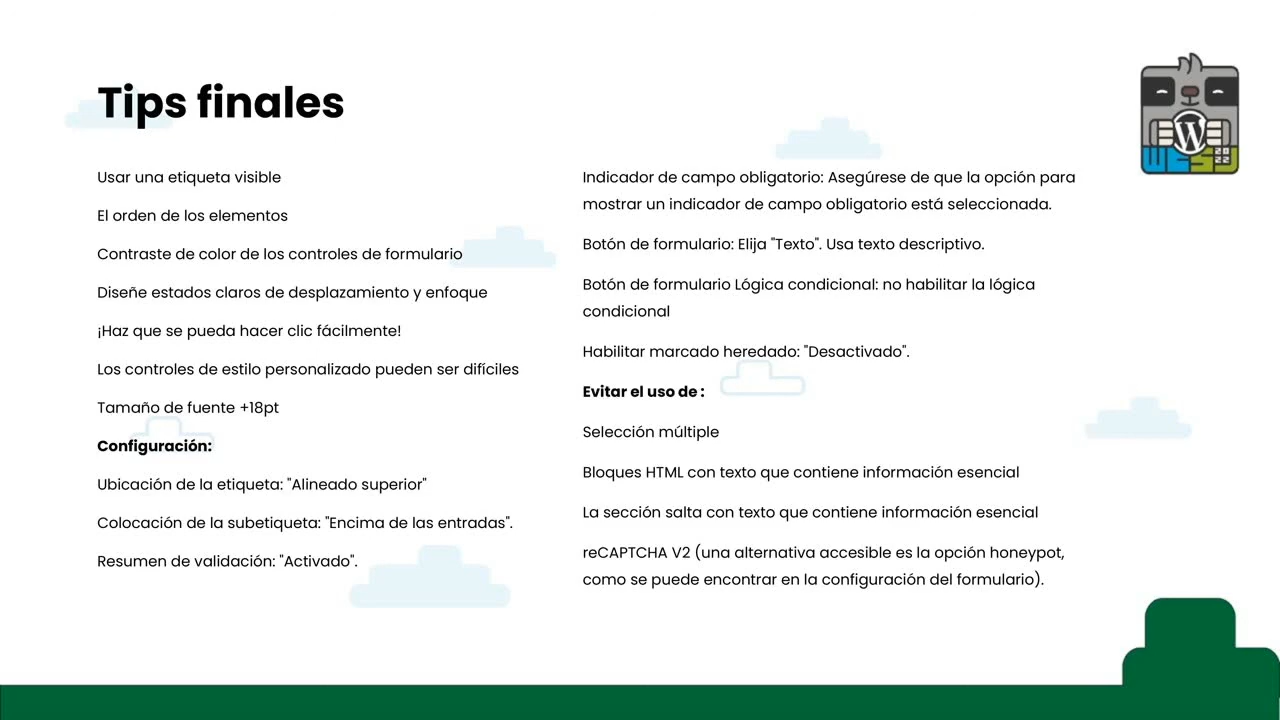 Tips finales
Usar una etiqueta visible
El orden de los elementos
Contraste de color de los controles de formulario
Diseñe estados claros de desplazamiento y enfoque
¡Haz que se pueda hacer clic fácilmente!
Los controles de estilo personalizado pueden ser difíciles
Tamaño de fuente +18pt
Configuración:
Ubicación de la etiqueta: "Alineado superior"
Colocación de la subetiqueta: "Encima de las entradas".
Resumen de validación: "Activado".
Indicador de campo obligatorio: Asegúrese de que la opción para
mostrar un indicador de campo obligatorio está seleccionada.
Botón de formulario: Elija "Texto". Usa texto descriptivo.
Botón de formulario Lógica condicional: no habilitar la lógica
condicional
Habilitar marcado heredado: "Desactivado".
Evitar el uso de :
Selección múltiple
Bloques HTML con texto que contiene información esencial
La sección salta con texto que contiene información esencial
reCAPTCHA V2 (una alternativa accesible es la opción honeypot,
como se puede encontrar en la configuración del formulario).
W